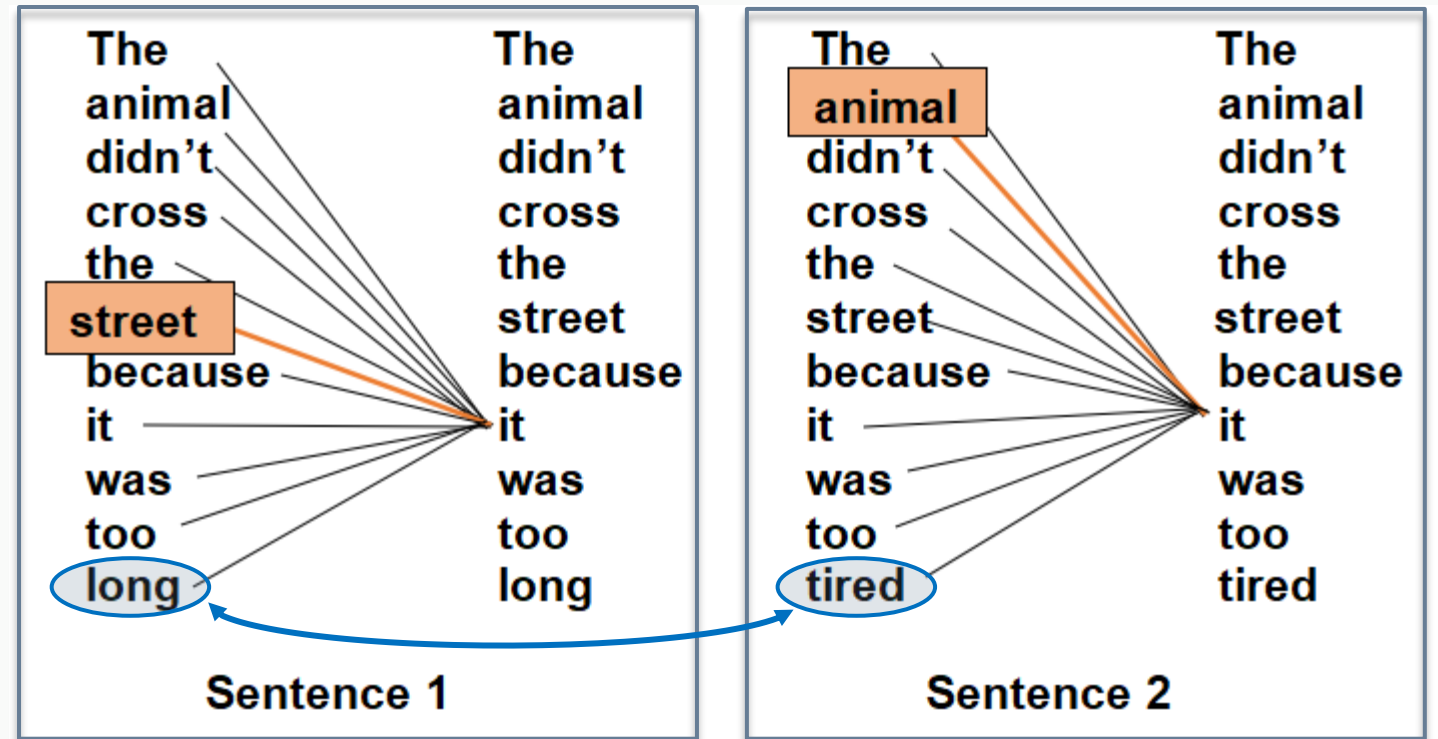 The
animal
didn’t
cross
the
street
because
it
was
too
long
The
animal
didn’t
cross
the
street
because
it
was
too
long
Sentence 1
The
animal
didn’t
cross
the
street
because
it
was
too
tired
The
animal
didn’t
cross
the
street
because
it
was
too
tired
Sentence 2